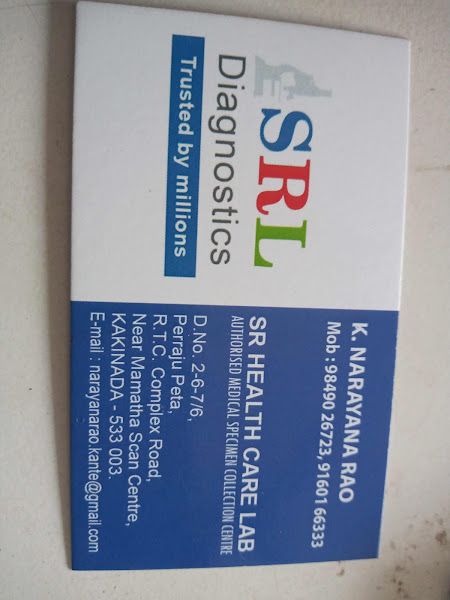 SRL
Diagnostics
Trusted by millions
K. NARAYANA RAO
Mob : 98490 26723, 91601 66333
SR HEALTH CARE LAB
AUTHORISED MEDICAL SPECIMEN COLLECTION CENTRE
D.No. 2-6-7/6,
Perraju Peta,
R.T.C. Complex Road,
Near Mamatha Scan Centre,
KAKINADA - 533 003.
E-mail : narayanarao.kante@gmail.com